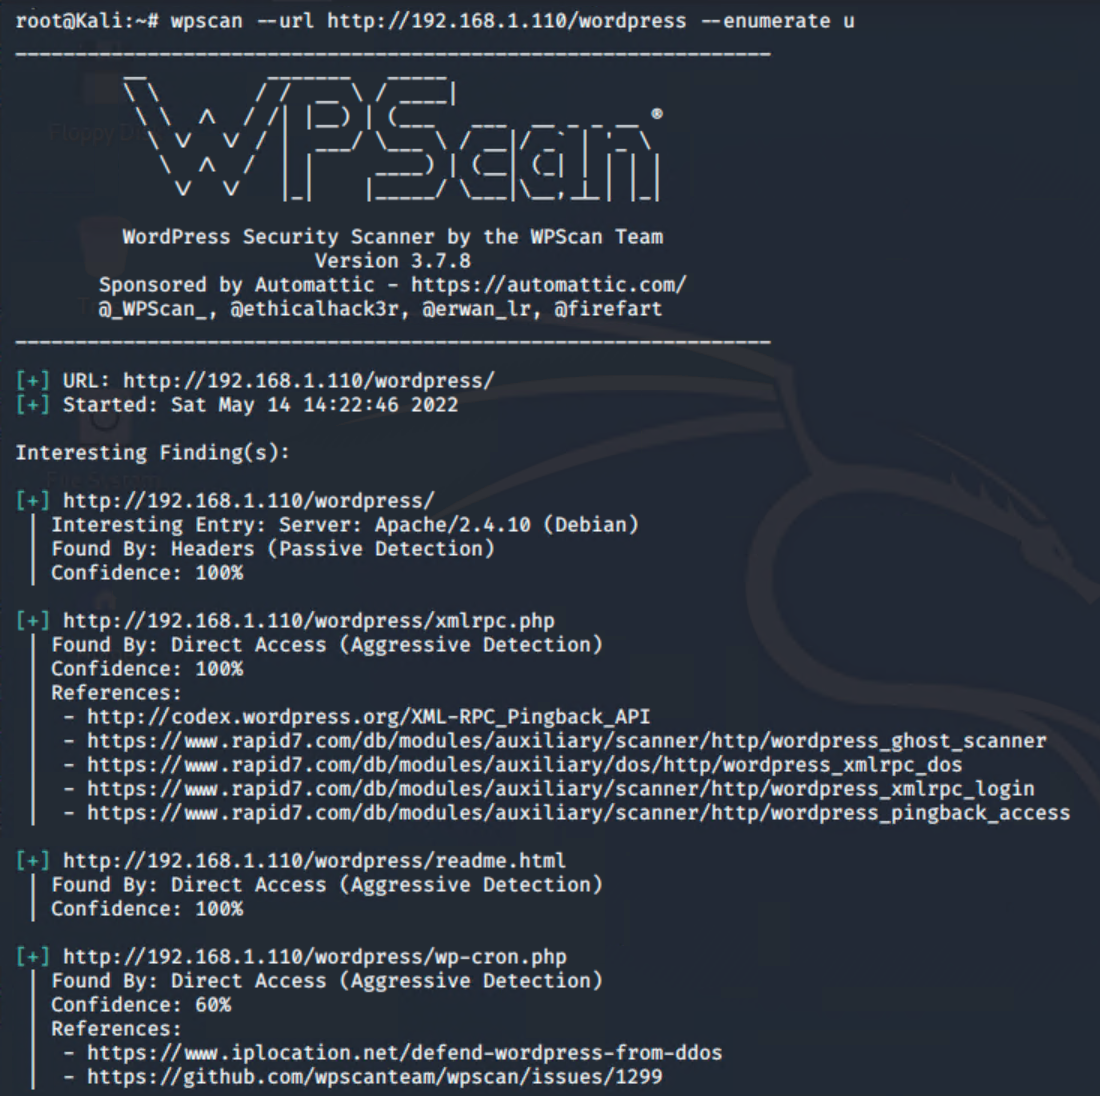 root@Kali:~# wpscan --url http://192.168.1.110/wordpress --enumerate u
WPScan ®
WordPress Security Scanner by the WPScan Team
Version 3.7.8
Sponsored by Automattic - https://automattic.com/
@_WPScan_, @ethicalhack3r, @erwan_lr, @firefart
[+] URL: http://192.168.1.110/wordpress/
[+] Started: Sat May 14 14:22:46 2022
Interesting Finding(s):
[+] http://192.168.1.110/wordpress/
| Interesting Entry: Server: Apache/2.4.10 (Debian)
| Found By: Headers (Passive Detection)
| Confidence: 100%
[+] http://192.168.1.110/wordpress/xmlrpc.php
| Found By: Direct Access (Aggressive Detection)
| Confidence: 100%
| References:
|  - http://codex.wordpress.org/XML-RPC_Pingback_API
|  - https://www.rapid7.com/db/modules/auxiliary/scanner/http/wordpress_ghost_scanner
|  - https://www.rapid7.com/db/modules/auxiliary/dos/http/wordpress_xmlrpc_dos
|  - https://www.rapid7.com/db/modules/auxiliary/scanner/http/wordpress_xmlrpc_login
|  - https://www.rapid7.com/db/modules/auxiliary/scanner/http/wordpress_pingback_access
[+] http://192.168.1.110/wordpress/readme.html
| Found By: Direct Access (Aggressive Detection)
| Confidence: 100%
[+] http://192.168.1.110/wordpress/wp-cron.php
| Found By: Direct Access (Aggressive Detection)
| Confidence: 60%
| References:
|  - https://www.iplocation.net/defend-wordpress-from-ddos
|  - https://github.com/wpscanteam/wpscan/issues/1299